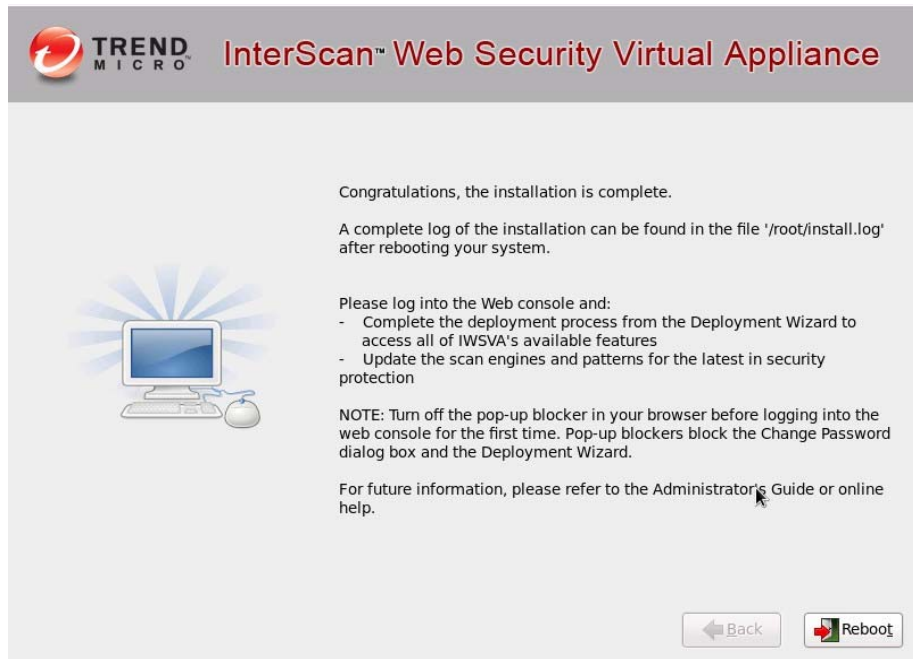 TREND
MICRO™
InterScan™ Web Security Virtual Appliance
Congratulations, the installation is complete.
A complete log of the installation can be found in the file '/root/install.log'
after rebooting your system.
Please log into the Web console and:
- Complete the deployment process from the Deployment Wizard to
access all of IWSVA's available features
- Update the scan engines and patterns for the latest in security
protection
NOTE: Turn off the pop-up blocker in your browser before logging into the
web console for the first time. Pop-up blockers block the Change Password
dialog box and the Deployment Wizard.
For future information, please refer to the Administrator's Guide or online
help.
Back
Reboot